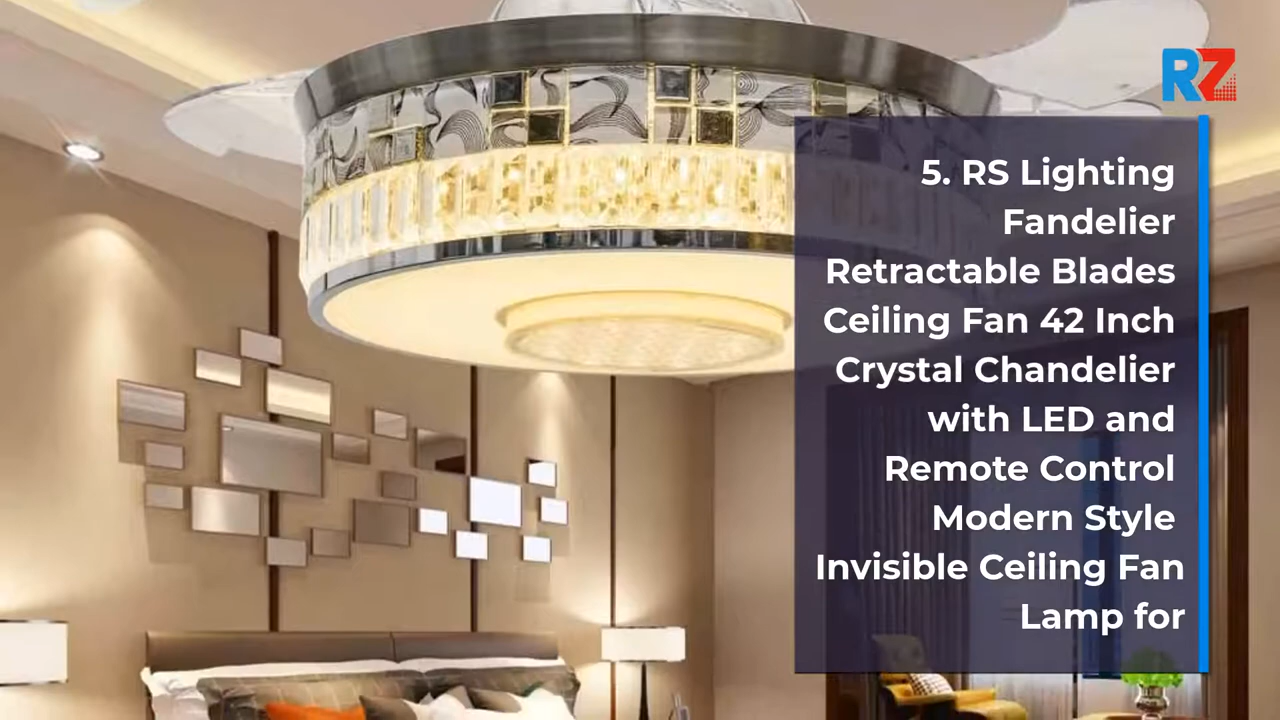 RZ
5. RS Lighting
Fandelier
Retractable Blades
Ceiling Fan 42 Inch
Crystal Chandelier
with LED and
Remote Control
Modern Style
Invisible Ceiling Fan
Lamp for